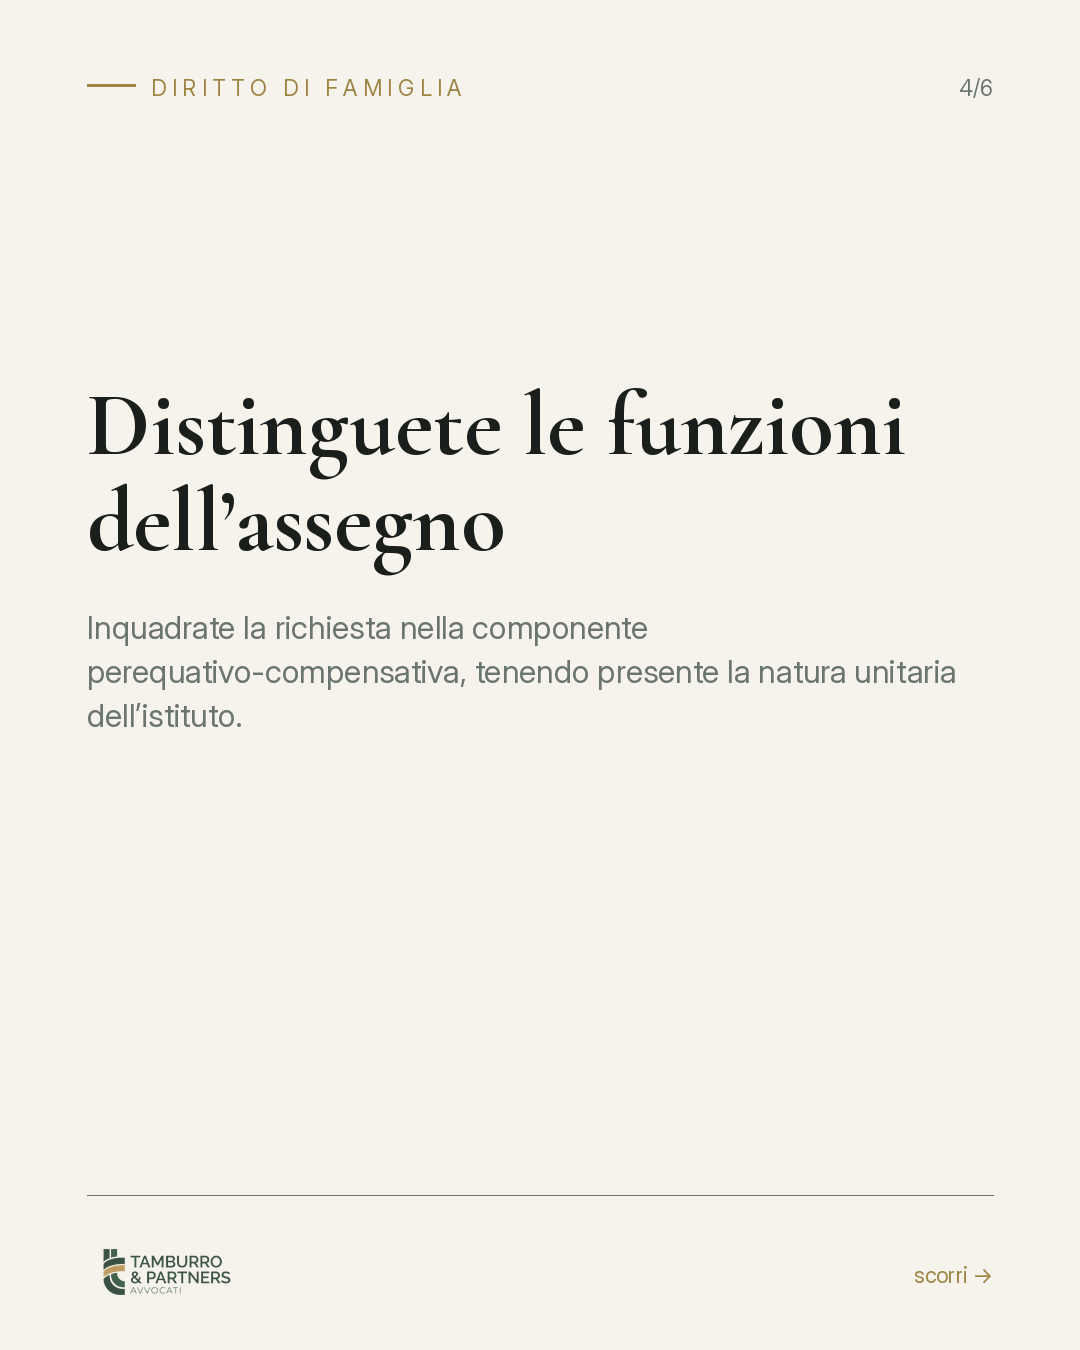 DIRITTO DI FAMIGLIA
4/6
Distinguete le funzioni
dell’assegno
Inquadrate la richiesta nella componente
perequativo-compensativa, tenendo presente la natura unitaria
dell’istituto.
TAMBURRO
& PARTNERS
AVVOCATI
scorri →